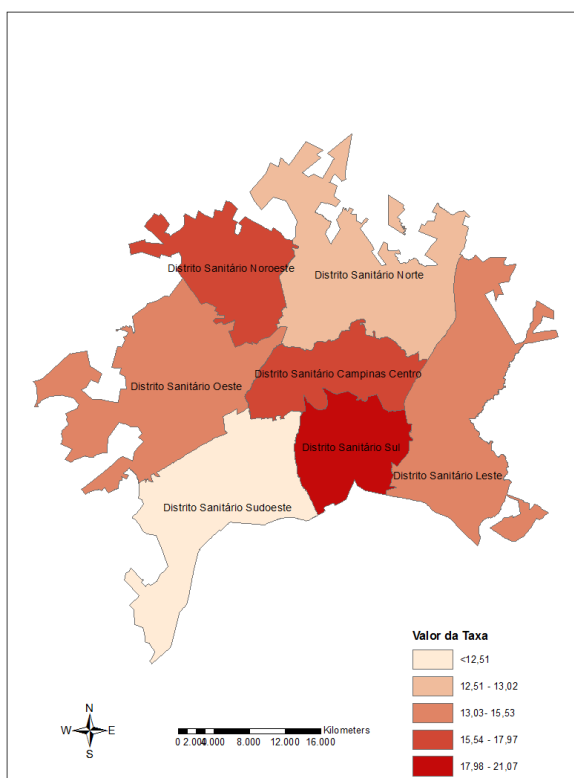 Distrito Sanitário Noroeste
Distrito Sanitário Norte
Distrito Sanitário Campinas Centro
Distrito Sanitário Oeste
Distrito Sanitário Sul
Distrito Sanitário Leste
Distrito Sanitário Sudoeste
Valor da Taxa
<12,51
12,51 - 13,02
13,03- 15,53
15,54 - 17,97
17,98 - 21,07
N
W E
S
Kilometers
0 2.0004.000 8.000 12.000 16.000